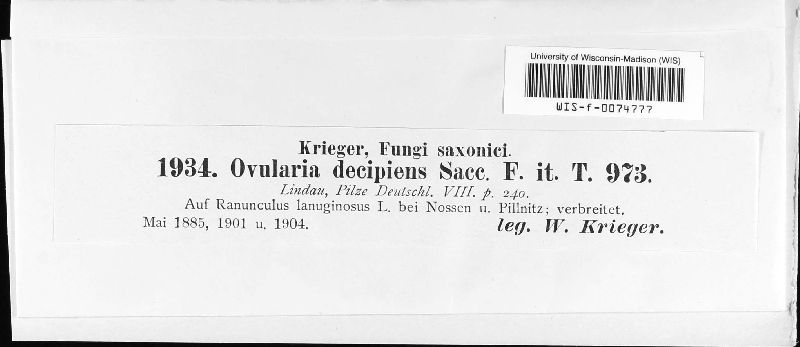 University of Wisconsin-Madison (WIS)
WIS-f-0074777
Krieger, Fungi saxonici.
1934. Ovularia decipiens Sacc. F. it. T. 973.
Lindau, Pilze Deutschl. VIII. p. 240.
Auf Ranunculus lanuginosus L. bei Nossen u. Pillnitz; verbreitet.
Mai 1885, 1901 u. 1904.
leg. W. Krieger.